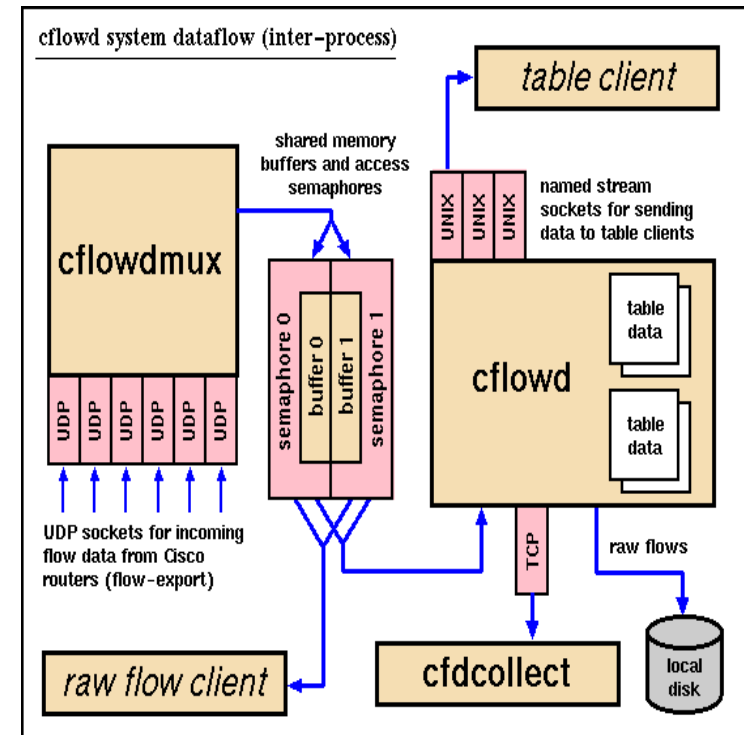 cflowd system dataflow (inter-process)
table client
shared memory
buffers and access
semaphores
UNIX
UNIX
UNIX
named stream
sockets for sending
data to table clients
cflowdmux
semaphore 0
buffer 0
buffer 1
semaphore 1
cflowd
table
data
table
data
UDP
UDP
UDP
UDP
UDP
UDP
UDP sockets for incoming
flow data from Cisco
routers (flow-export)
TCP
raw flows
raw flow client
cfdcollect
local
disk